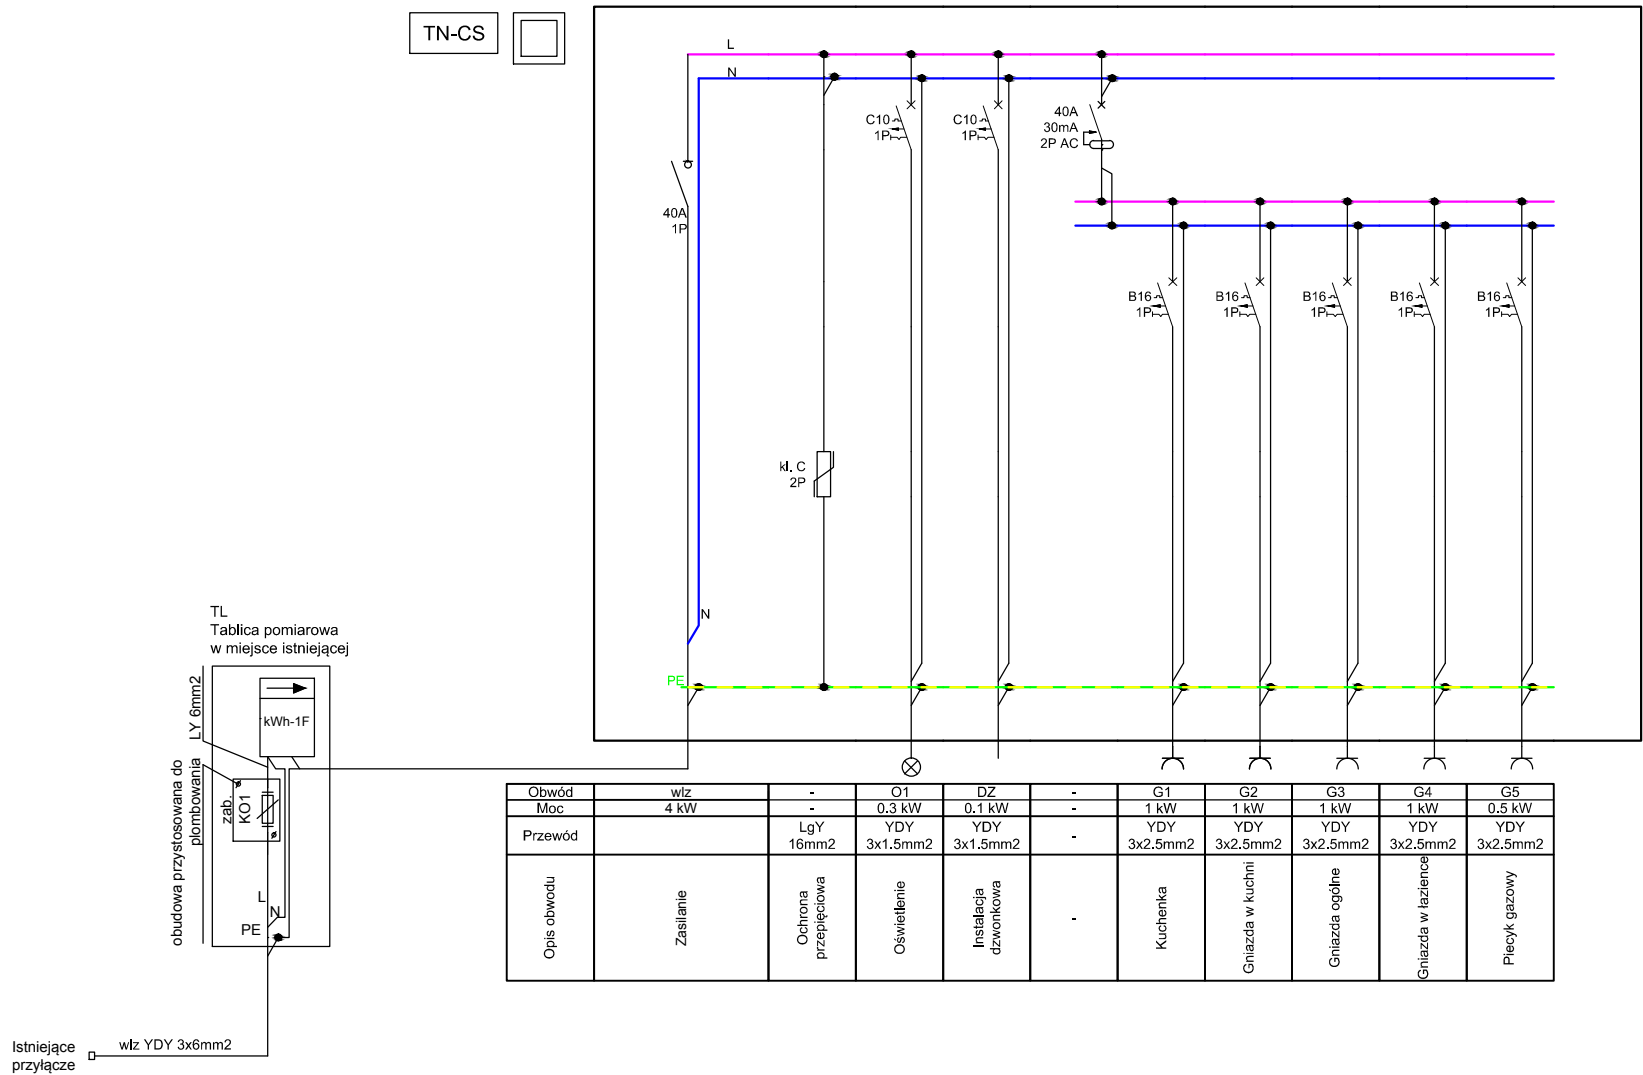 TN-CS
L
N
C10
1P
C10
1P
40A
30mA
2P AC
40A
1P
B16
1P
B16
1P
B16
1P
B16
1P
B16
1P
kl. C
2P
N
PE
TL
Tablica pomiarowa
w miejsce istniejącej
LY 6mm2
kWh-1F
obudowa przystosowana do
plombowania
zab.
KO1
L
N
PE
Istniejące
przyłącze
wlz YDY 3x6mm2
Obwód wlz - O1 DZ - G1 G2 G3 G4 G5
Moc 4 kW - 0.3 kW 0.1 kW - 1 kW 1 kW 1 kW 1 kW 0.5 kW
Przewód LgY YDY YDY - YDY YDY YDY YDY YDY
16mm2 3x1.5mm2 3x1.5mm2 3x2.5mm2 3x2.5mm2 3x2.5mm2 3x2.5mm2 3x2.5mm2
Opis obwodu
Zasilanie
Ochrona
przepięciowa
Oświetlenie
Instalacja
dzwonkowa
-
Kuchenka
Gniazda w kuchni
Gniazda ogólne
Gniazda w łazience
Piecyk gazowy